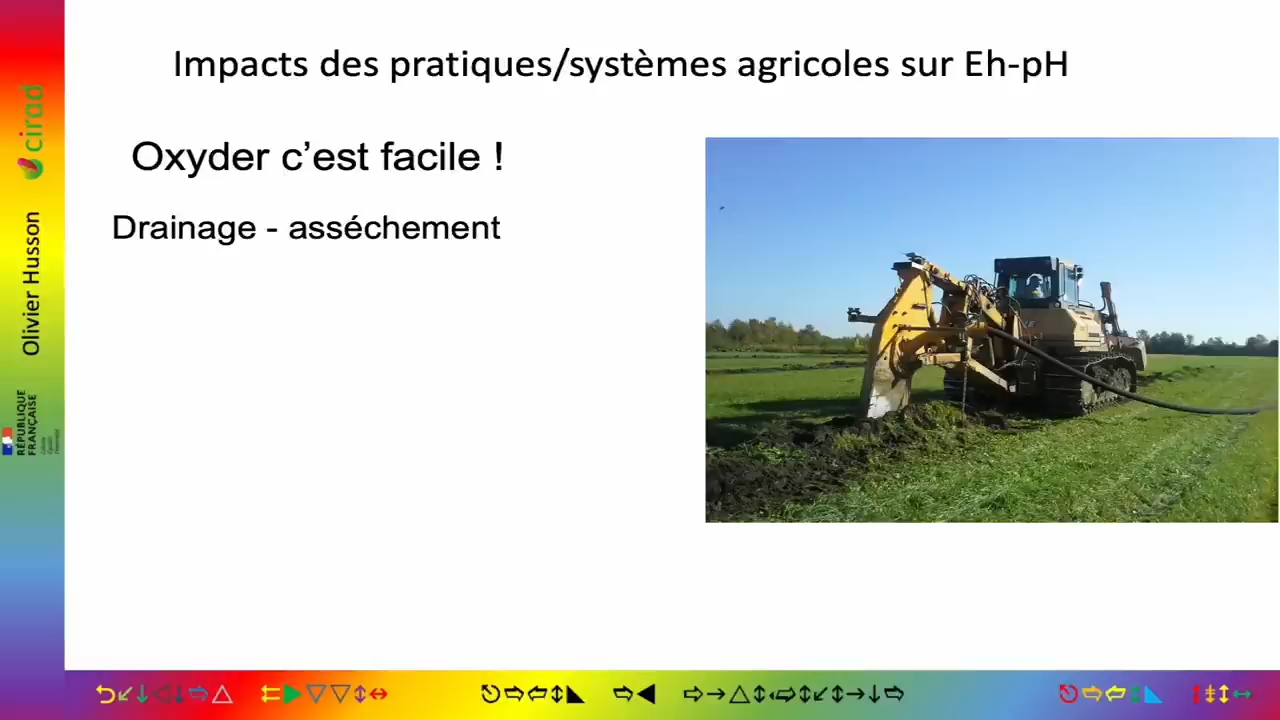 Impacts des pratiques/systèmes agricoles sur Eh-pH
Oxyder c’est facile !
Drainage - asséchement
cirad
Olivier Husson
RÉPUBLIQUE
FRANÇAISE